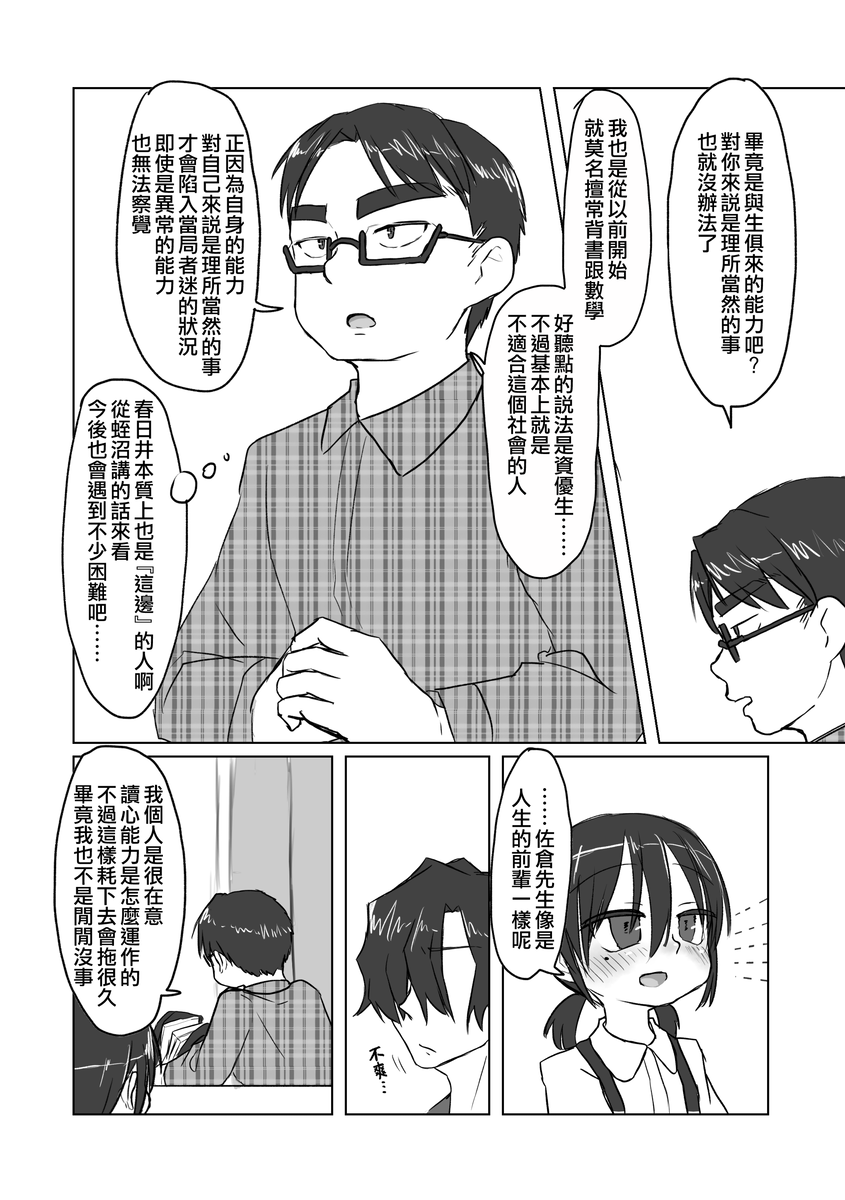 畢竟是與生俱來的能力吧？
對你來說是理所當然的事
也就沒辦法了
我也是從以前開始
就莫名擅常背書跟數學
好聽點的說法是資優生……
不過基本上就是
不適合這個社會的人
正因為自身的能力
對自己來說是理所當然的事
才會陷入當局者迷的狀況
即使是異常的能力
也無法察覺
春日井本質上也是『這邊』的人啊
從蛭沼講的話來看
今後也會遇到不少困難吧……
……佐倉先生像是
人生的前輩一樣呢
不爽…
我個人是很在意
讀心能力是怎麼運作的
不過這樣耗下去會拖很久
畢竟我也不是閒閒沒事